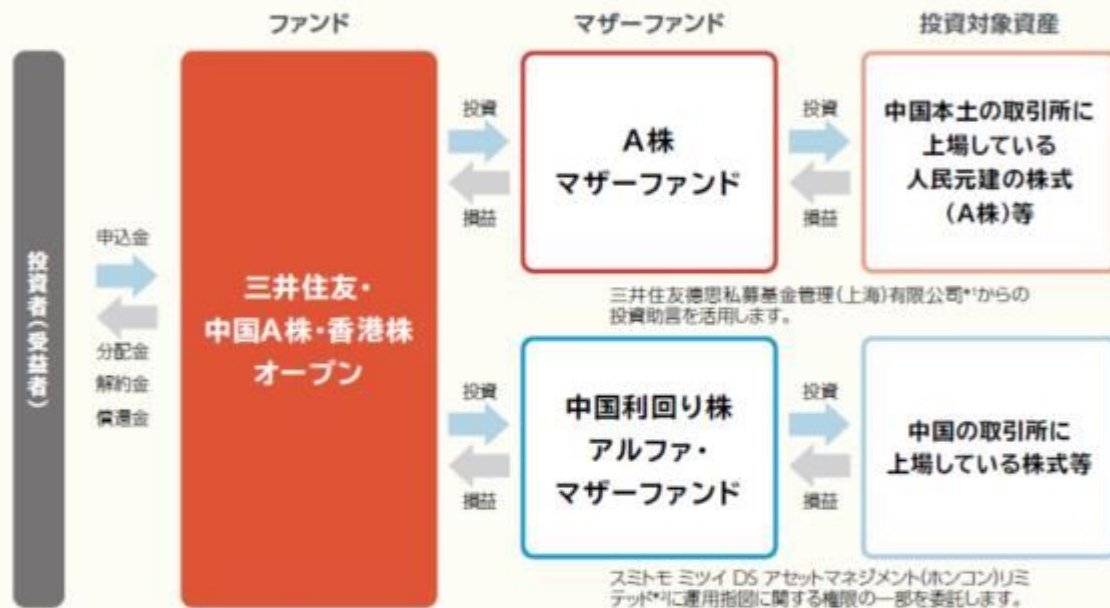 ファンド
マザーファンド
投資対象資産
投資者(受益者)
申込金
分配金
解約金
償還金
三井住友・
中国A株・香港株
オープン
投資
損益
A株
マザーファンド
投資
損益
中国本土の取引所に
上場している
人民元建の株式
(A株)等
三井住友德思私募基金管理(上海)有限公司*¹からの
投資助言を活用します。
投資
損益
中国利回り株
アルファ・
マザーファンド
投資
損益
中国の取引所に
上場している株式等
スミトモ ミツイ DS アセットマネジメント(ホンコン)リミ
テッド*²に運用指図に関する権限の一部を委託します。